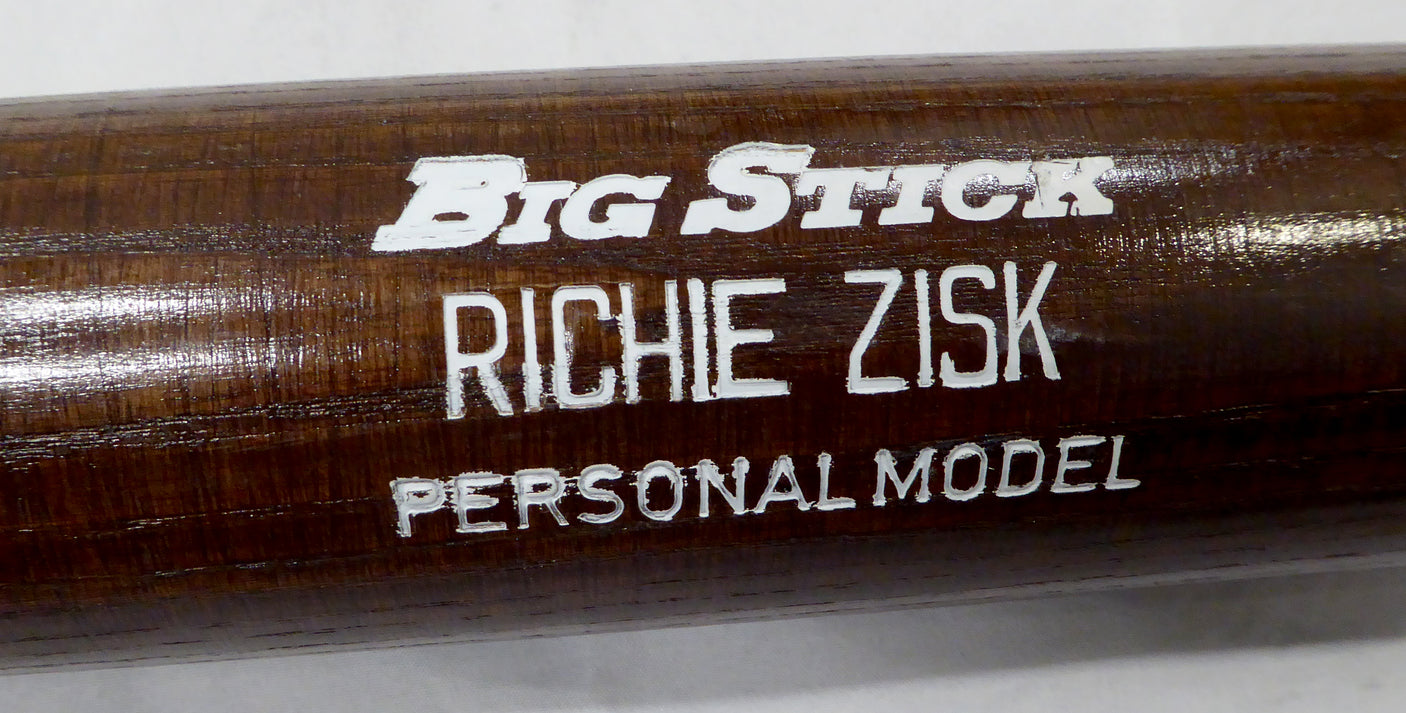 BIG STICK
RICHIE ZISK
PERSONAL MODEL